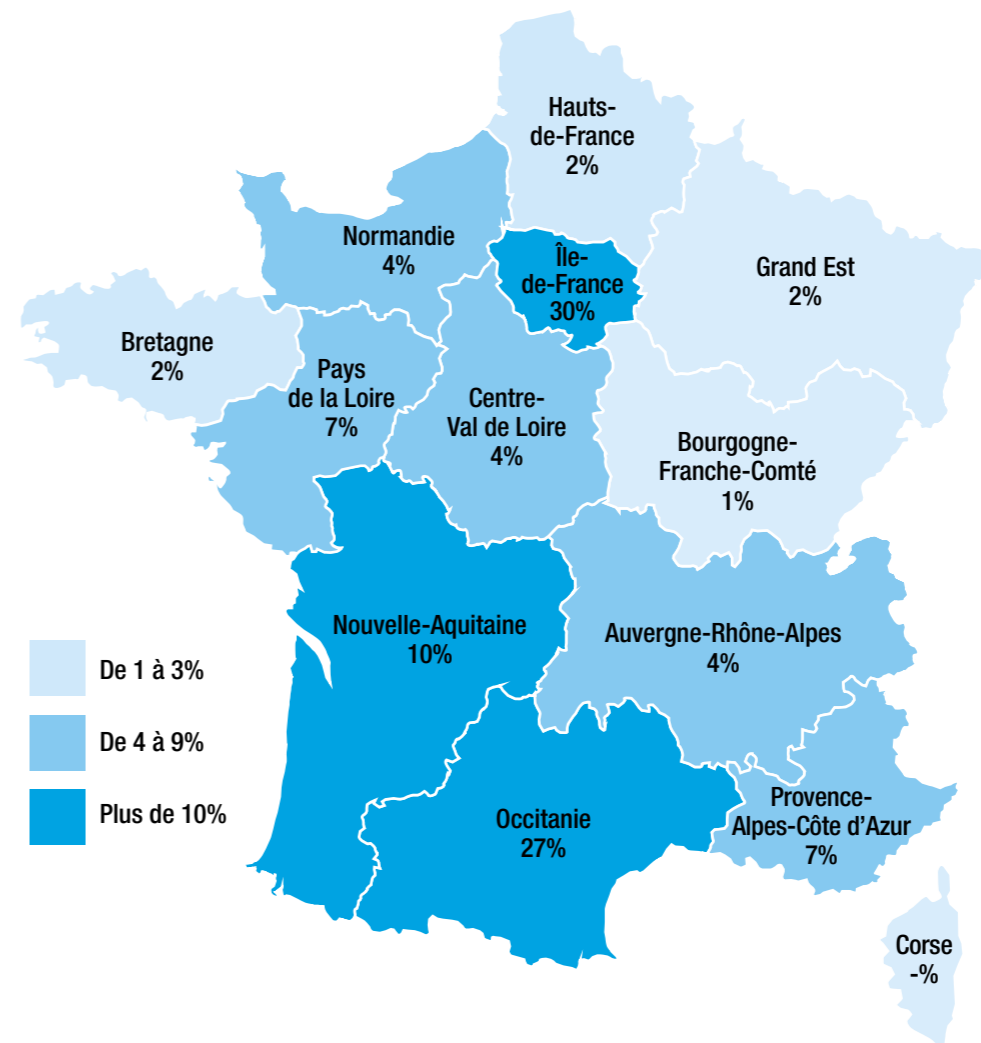 Hauts-
de-France
2%
Normandie
4%
Île-
de-France
30%
Grand Est
2%
Bretagne
2%
Pays
de la Loire
7%
Centre-
Val de Loire
4%
Bourgogne-
Franche-Comté
1%
Nouvelle-Aquitaine
10%
Auvergne-Rhône-Alpes
4%
De 1 à 3%
De 4 à 9%
Plus de 10%
Occitanie
27%
Provence-
Alpes-Côte d'Azur
7%
Corse
-%